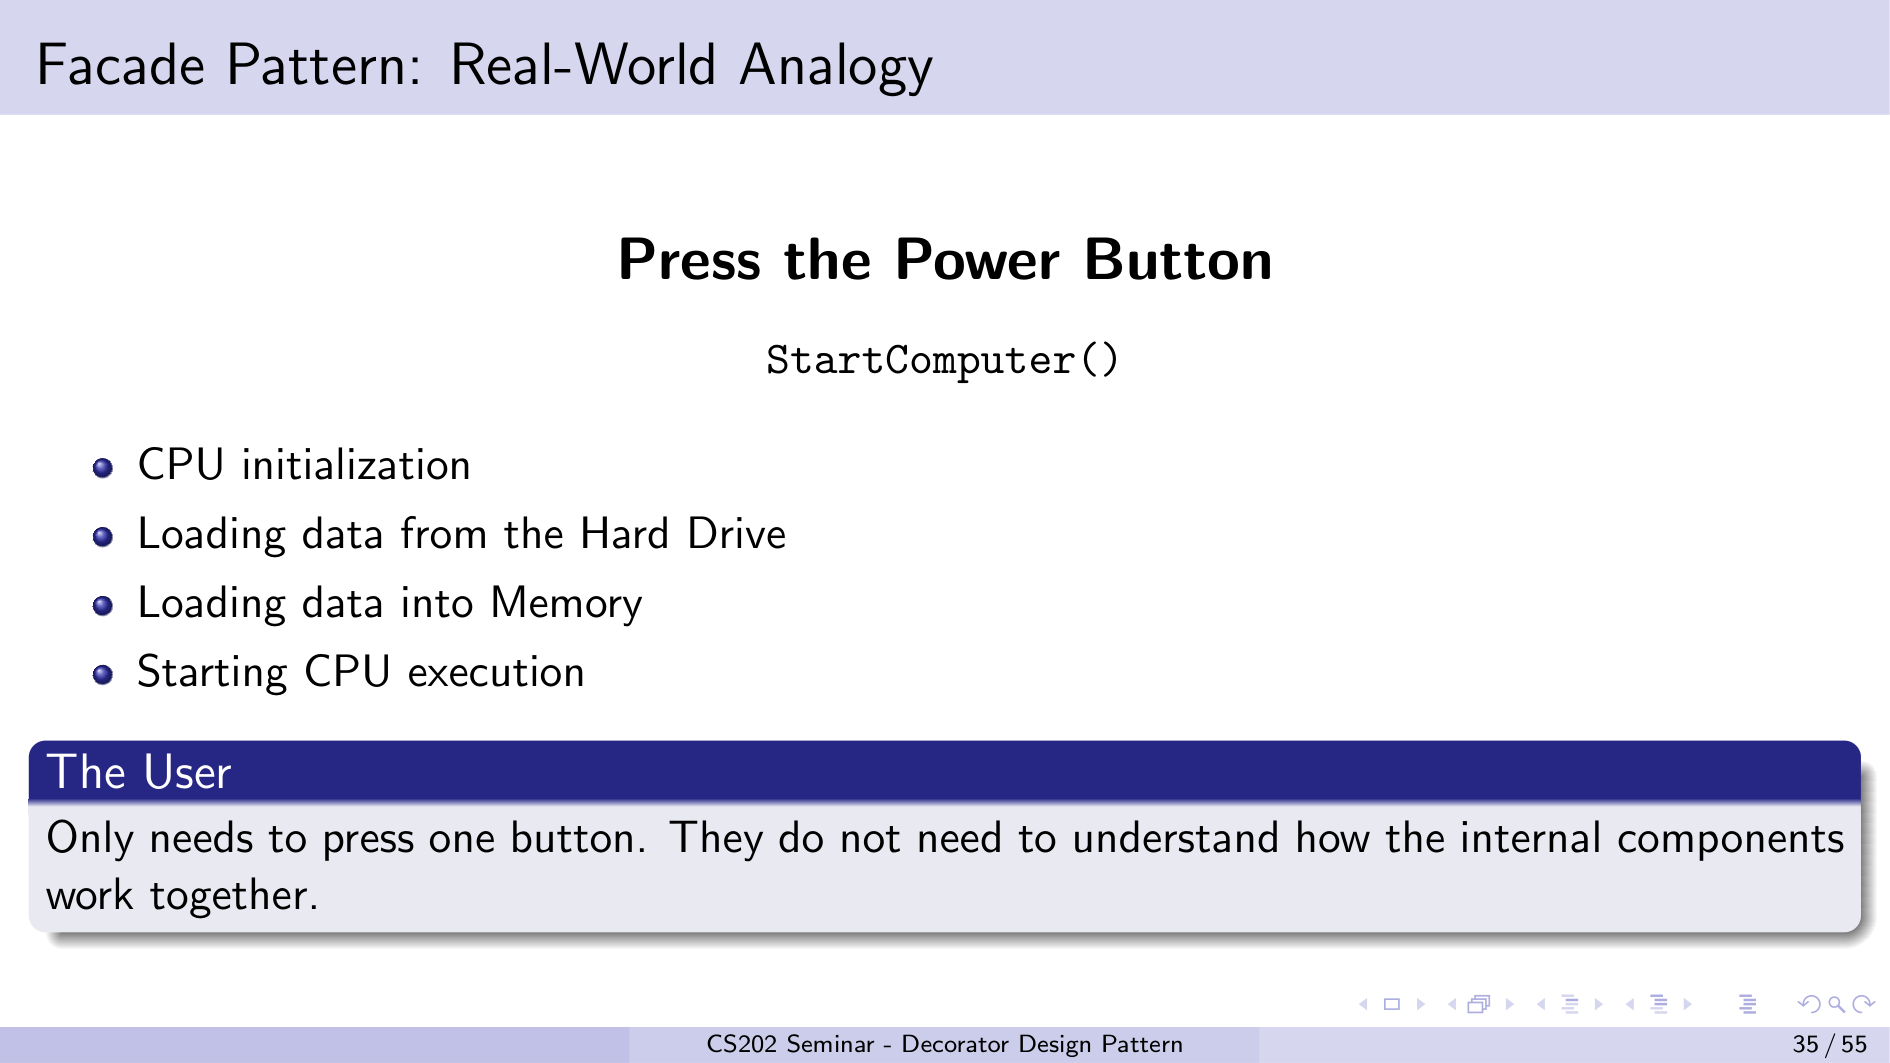 Facade Pattern: Real-World Analogy
Press the Power Button
StartComputer()
CPU initialization
Loading data from the Hard Drive
Loading data into Memory
Starting CPU execution
The User
Only needs to press one button. They do not need to understand how the internal components
work together.
CS202 Seminar - Decorator Design Pattern
35 / 55